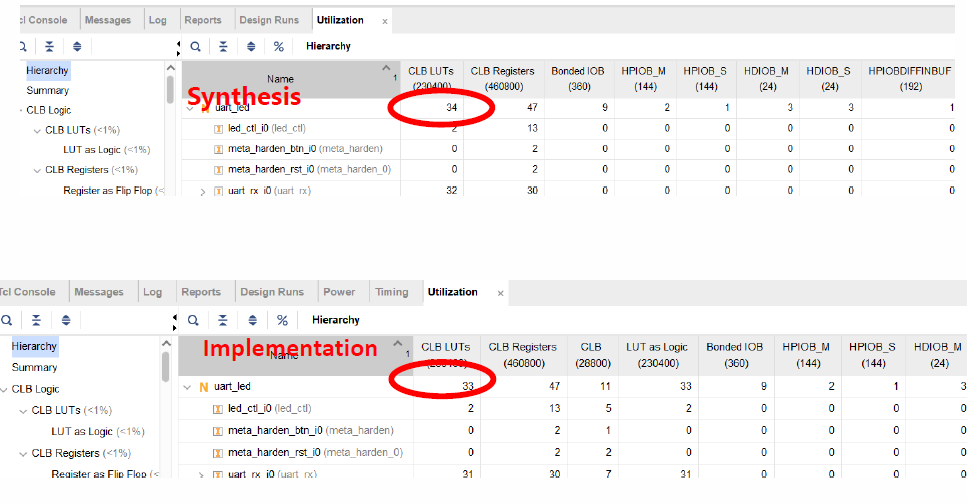 cl Console Messages Log Reports Design Runs Utilization ×
% Hierarchy
Hierarchy
Summary
CLB Logic
CLB LUTs (<1%)
LUT as Logic (<1%)
CLB Registers (<1%)
Register as Flip Flop (<
Name 1 CLB LUTs (230400) CLB Registers (460800) Bonded IOB (360) HPIOB_M (144) HPIOB_S (144) HDIOB_M (24) HDIOB_S (24) HPIOBDIFFINBUF (192)
Synthesis
uart_led 34 47 9 2 1 3 3 1
led_ctl_i0 (led_ctl) 2 13 0 0 0 0 0 0
meta_harden_btn_i0 (meta_harden) 0 2 0 0 0 0 0 0
meta_harden_rst_i0 (meta_harden_0) 0 2 0 0 0 0 0 0
uart_rx_i0 (uart_rx) 32 30 0 0 0 0 0 0
Tcl Console Messages Log Reports Design Runs Power Timing Utilization ×
% Hierarchy
Hierarchy
Summary
CLB Logic
CLB LUTs (<1%)
LUT as Logic (<1%)
CLB Registers (<1%)
Register as Flip Flop (<
Name 1 CLB LUTs (230400) CLB Registers (460800) CLB (28800) LUT as Logic (230400) Bonded IOB (360) HPIOB_M (144) HPIOB_S (144) HDIOB_M (24)
Implementation
N uart_led 33 47 11 33 9 2 1 3
led_ctl_i0 (led_ctl) 2 13 5 2 0 0 0 0
meta_harden_btn_i0 (meta_harden) 0 2 1 0 0 0 0 0
meta_harden_rst_i0 (meta_harden_0) 0 2 2 0 0 0 0 0
uart_rx_i0 (uart_rx) 31 30 7 31 0 0 0 0